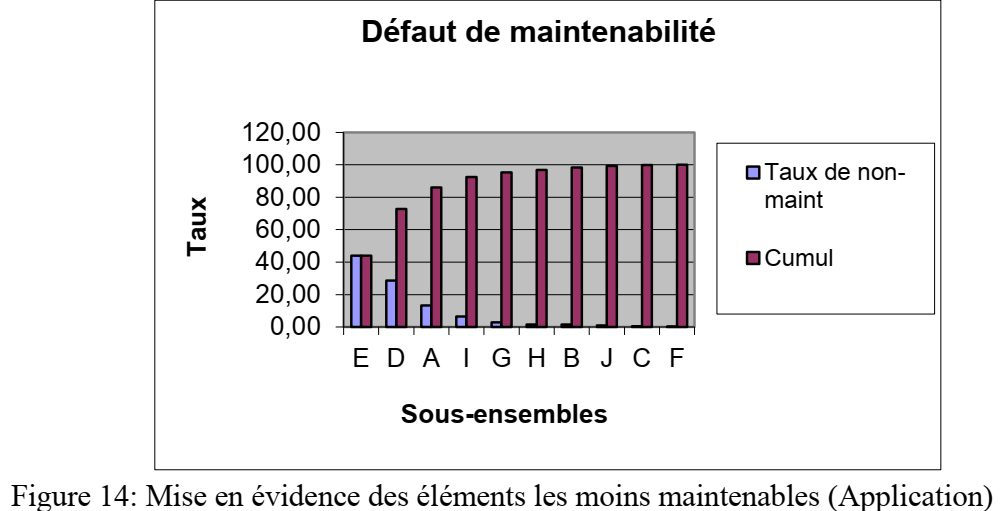 Défaut de maintenabilité
120,00
100,00
80,00
60,00
40,00
20,00
0,00
Taux
E D A I G H B J C F
Sous-ensembles
Taux de non-
maint
Cumul
Figure 14: Mise en évidence des éléments les moins maintenables (Application)